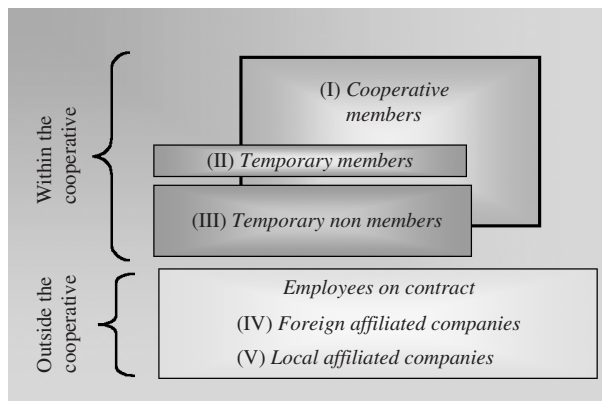 Within the
cooperative
(I) Cooperative
members
(II) Temporary members
(III) Temporary non members
Outside the
cooperative
Employees on contract
(IV) Foreign affiliated companies
(V) Local affiliated companies